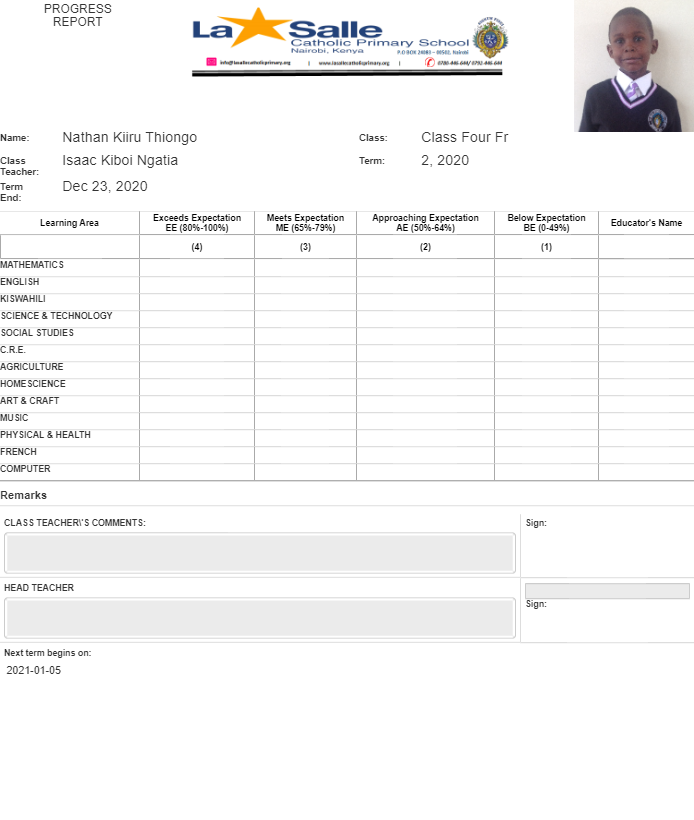 PROGRESS
REPORT
La Salle
Catholic Primary School
Nairobi, Kenya
P.O BOX 24083 - 00502, Nairobi
info@lasallecatholicprimary.org | www.lasallecatholicprimary.org | 0780-446-644/ 0792-446-644
Name: Nathan Kiiru Thiongo Class: Class Four Fr
Class Teacher: Isaac Kiboi Ngatia Term: 2, 2020
Term End: Dec 23, 2020
Learning Area Exceeds Expectation EE (80%-100%) Meets Expectation ME (65%-79%) Approaching Expectation AE (50%-64%) Below Expectation BE (0-49%) Educator's Name
(4) (3) (2) (1)
MATHEMATICS
ENGLISH
KISWAHILI
SCIENCE & TECHNOLOGY
SOCIAL STUDIES
C.R.E.
AGRICULTURE
HOMESCIENCE
ART & CRAFT
MUSIC
PHYSICAL & HEALTH
FRENCH
COMPUTER
Remarks
CLASS TEACHER\'S COMMENTS: Sign:
HEAD TEACHER
Sign:
Next term begins on:
2021-01-05